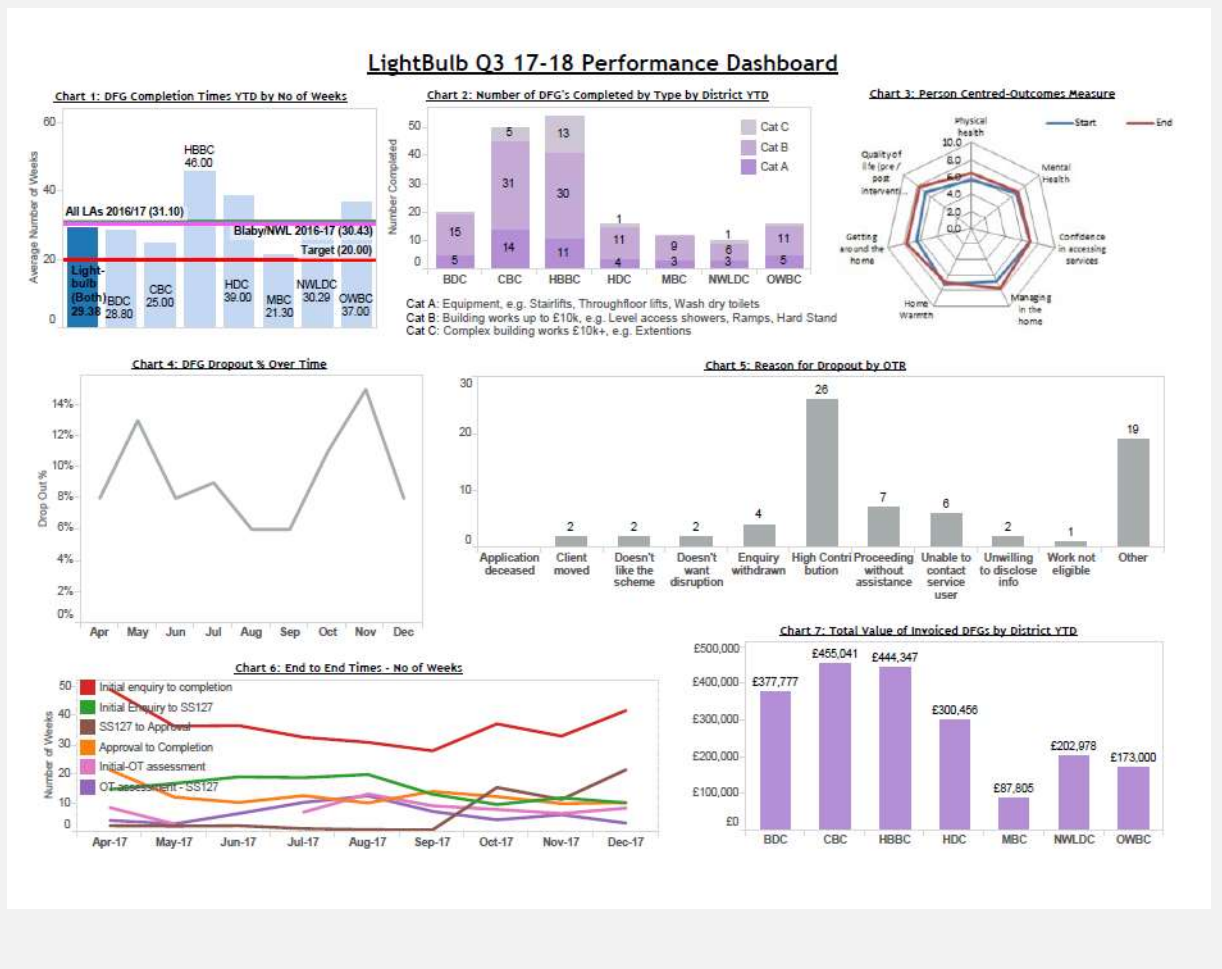 LightBulb Q3 17-18 Performance Dashboard
Chart 1: DFG Completion Times YTD by No of Weeks
Average Number of Weeks
60
40
20
0
HBBC
46.00
All LAs 2016/17 (31.10)
Blaby/NWL 2016-17 (30.43)
Target (20.00)
Light-
bulb
(Both)
29.38
BDC
28.80
CBC
25.00
HDC
39.00
MBC
21.30
NWLDC
30.29
OWBC
37.00
Chart 2: Number of DFG's Completed by Type by District YTD
Number Completed
50
40
30
20
10
0
Cat C
Cat B
Cat A
15
5
5
31
14
13
30
11
1
11
4
9
3
1
6
3
11
5
BDC CBC HBBC HDC MBC NWLDC OWBC
Cat A: Equipment, e.g. Stairlifts, Throughfloor lifts, Wash dry toilets
Cat B: Building works up to £10k, e.g. Level access showers, Ramps, Hard Stand
Cat C: Complex building works £10k+, e.g. Extentions
Chart 3: Person Centred-Outcomes Measure
Start
End
Physical
health
Mental
Health
Confidence
in accessing
services
Managing
in the
home
Home
Warmth
Getting
around the
home
Quality of
life (pre /
post
interventi...
10.0
8.0
6.0
4.0
2.0
0.0
Chart 4: DFG Dropout % Over Time
Drop Out %
14%
12%
10%
8%
6%
4%
2%
0%
Apr May Jun Jul Aug Sep Oct Nov Dec
Chart 5: Reason for Dropout by OTR
30
20
10
0
2
2
2
4
26
7
6
2
1
19
Application
deceased
Client
moved
Doesn't
like the
scheme
Doesn't
want
disruption
Enquiry
withdrawn
High Contri
bution
Proceeding
without
assistance
Unable to
contact
service
user
Unwilling
to disclose
info
Work not
eligible
Other
Chart 6: End to End Times - No of Weeks
Number of Weeks
50
40
30
20
10
0
Initial enquiry to completion
Initial Enquiry to SS127
SS127 to Approval
Approval to Completion
Initial-OT assessment
OT assessment - SS127
Apr-17 May-17 Jun-17 Jul-17 Aug-17 Sep-17 Oct-17 Nov-17 Dec-17
Chart 7: Total Value of Invoiced DFGs by District YTD
£500,000
£400,000
£300,000
£200,000
£100,000
£0
£377,777
£455,041
£444,347
£300,456
£87,805
£202,978
£173,000
BDC CBC HBBC HDC MBC NWLDC OWBC